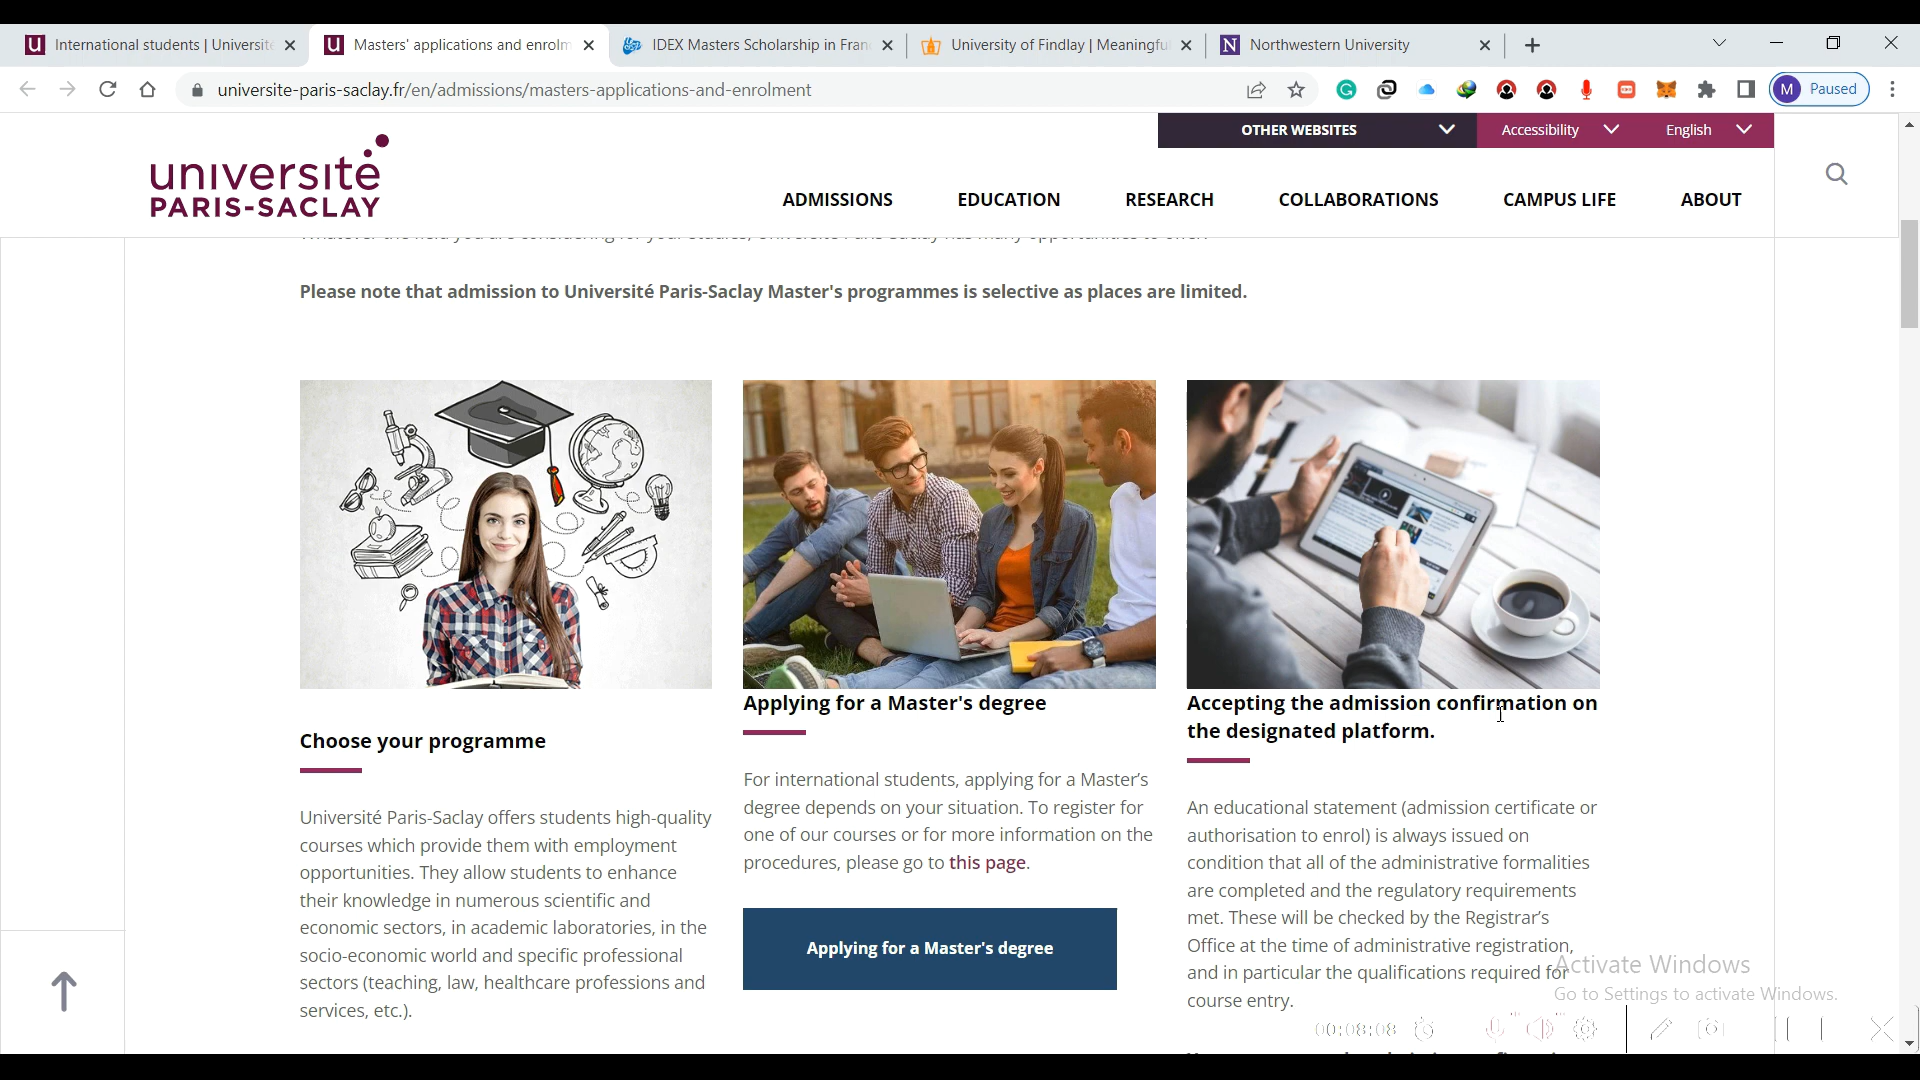 International students | Université
Masters' applications and enrolm
IDEX Masters Scholarship in Fran
University of Findlay | Meaningful
Northwestern University
universite-paris-saclay.fr/en/admissions/masters-applications-and-enrolment
M Paused
OTHER WEBSITES
Accessibility
English
université
PARIS-SACLAY
ADMISSIONS
EDUCATION
RESEARCH
COLLABORATIONS
CAMPUS LIFE
ABOUT
Please note that admission to Université Paris-Saclay Master's programmes is selective as places are limited.
Choose your programme
Université Paris-Saclay offers students high-quality
courses which provide them with employment
opportunities. They allow students to enhance
their knowledge in numerous scientific and
economic sectors, in academic laboratories, in the
socio-economic world and specific professional
sectors (teaching, law, healthcare professions and
services, etc.).
Applying for a Master's degree
For international students, applying for a Master's
degree depends on your situation. To register for
one of our courses or for more information on the
procedures, please go to this page.
Applying for a Master's degree
Accepting the admission confirmation on
the designated platform.
An educational statement (admission certificate or
authorisation to enrol) is always issued on
condition that all of the administrative formalities
are completed and the regulatory requirements
met. These will be checked by the Registrar's
Office at the time of administrative registration,
and in particular the qualifications required for
course entry.
Activate Windows
Go to Settings to activate Windows.
00:08:08